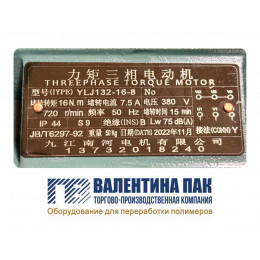 力矩三相电动机
THREEPHASE TORQUE MOTOR
型号(TYPE) YLJ132-16-8 No
堵转转矩 16 N.m 堵转电流 7.5 A 电压 380 V
720 r/min 频率 50 Hz 堵转时间 15 min
IP 44 S 9 绝缘(INS) B Lw 75 dB(A)
JB/T6297-92 重量 50 kg 日期(DATE) 2022年11月 接法(CONN) Y
九江南河电机有限公司
13732018240
ВАЛЕНТИНА ПАК
ТОРГОВО-ПРОИЗВОДСТВЕННАЯ КОМПАНИЯ
Оборудование для переработки полимеров